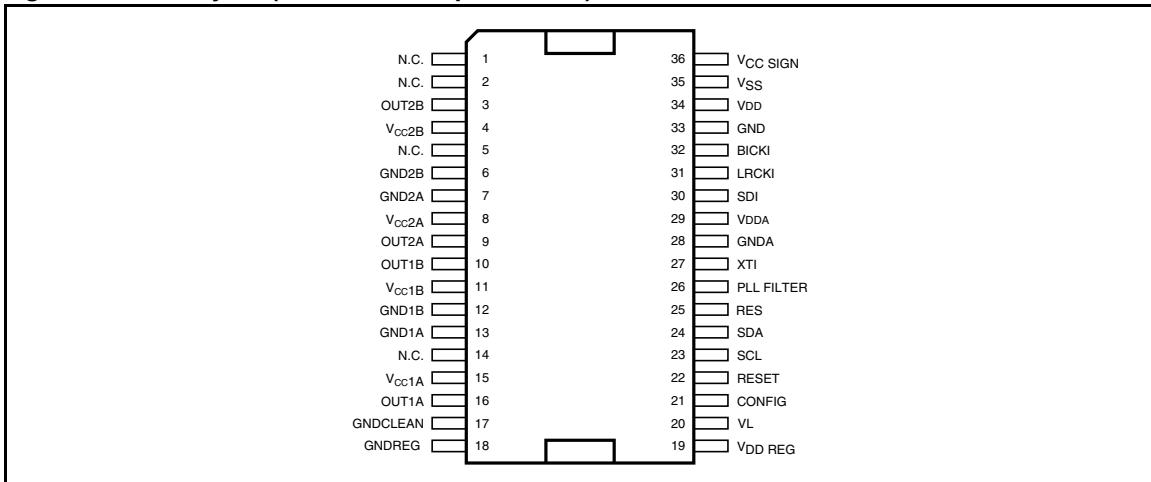 N.C. 1
N.C. 2
OUT2B 3
VCC2B 4
N.C. 5
GND2B 6
GND2A 7
VCC2A 8
OUT2A 9
OUT1B 10
VCC1B 11
GND1B 12
GND1A 13
N.C. 14
VCC1A 15
OUT1A 16
GNDCLEAN 17
GNDREG 18
36 VCC SIGN
35 VSS
34 VDD
33 GND
32 BICKI
31 LRCKI
30 SDI
29 VDDA
28 GNDA
27 XTI
26 PLL FILTER
25 RES
24 SDA
23 SCL
22 RESET
21 CONFIG
20 VL
19 VDD REG